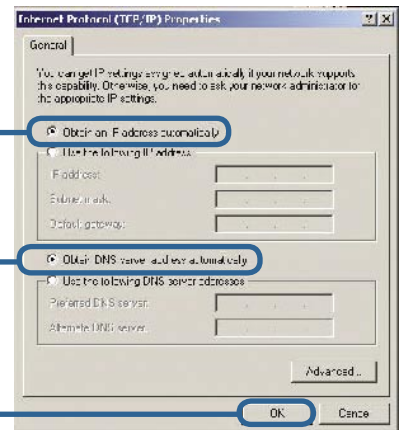 Internet Protocol (TCP/IP) Properties
General
You can get IP settings assigned automatically if your network supports
this capability. Otherwise, you need to ask your network administrator for
the appropriate IP settings.
Obtain an IP address automatically
Use the following IP address:
IP address:
Subnet mask:
Default gateway:
Obtain DNS server address automatically
Use the following DNS server addresses
Preferred DNS server:
Alternate DNS server:
Advanced...
OK
Cancel